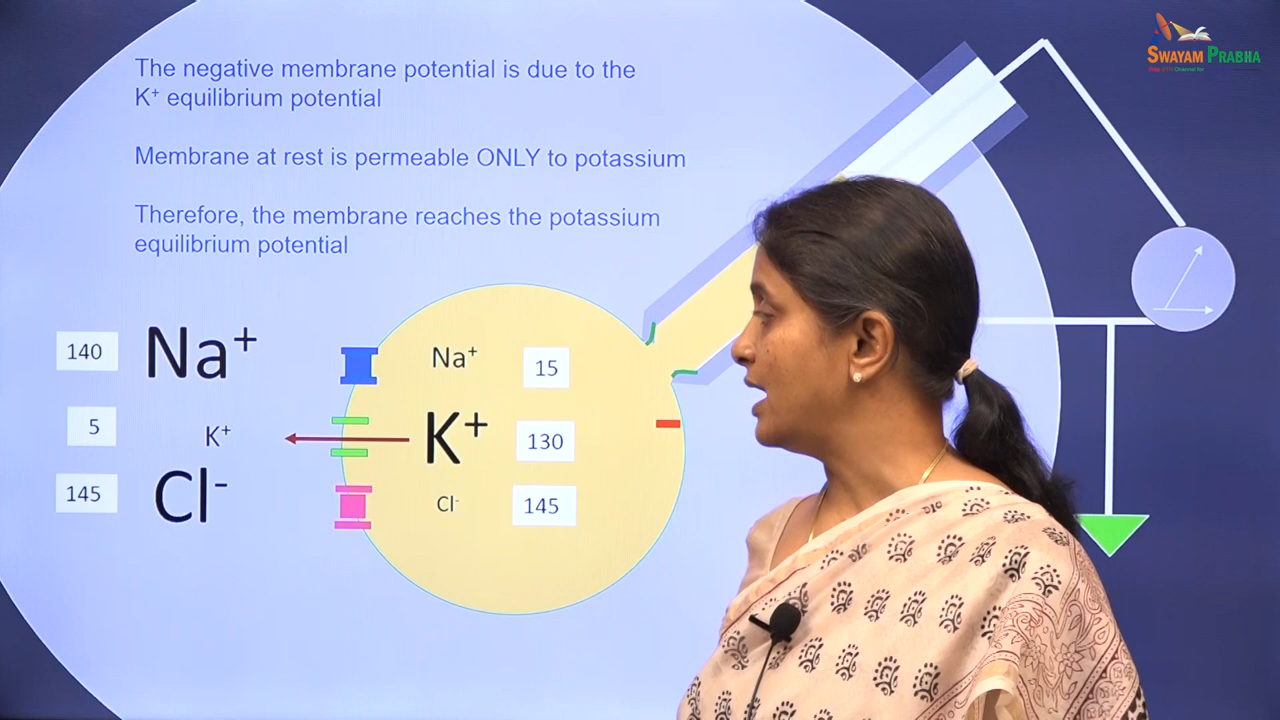 SWAYAM PRABHA
The negative membrane potential is due to the
K⁺ equilibrium potential
Membrane at rest is permeable ONLY to potassium
Therefore, the membrane reaches the potassium
equilibrium potential
140 Na⁺ Na⁺ 15
5 K⁺ K⁺ 130
145 Cl⁻ Cl⁻ 145